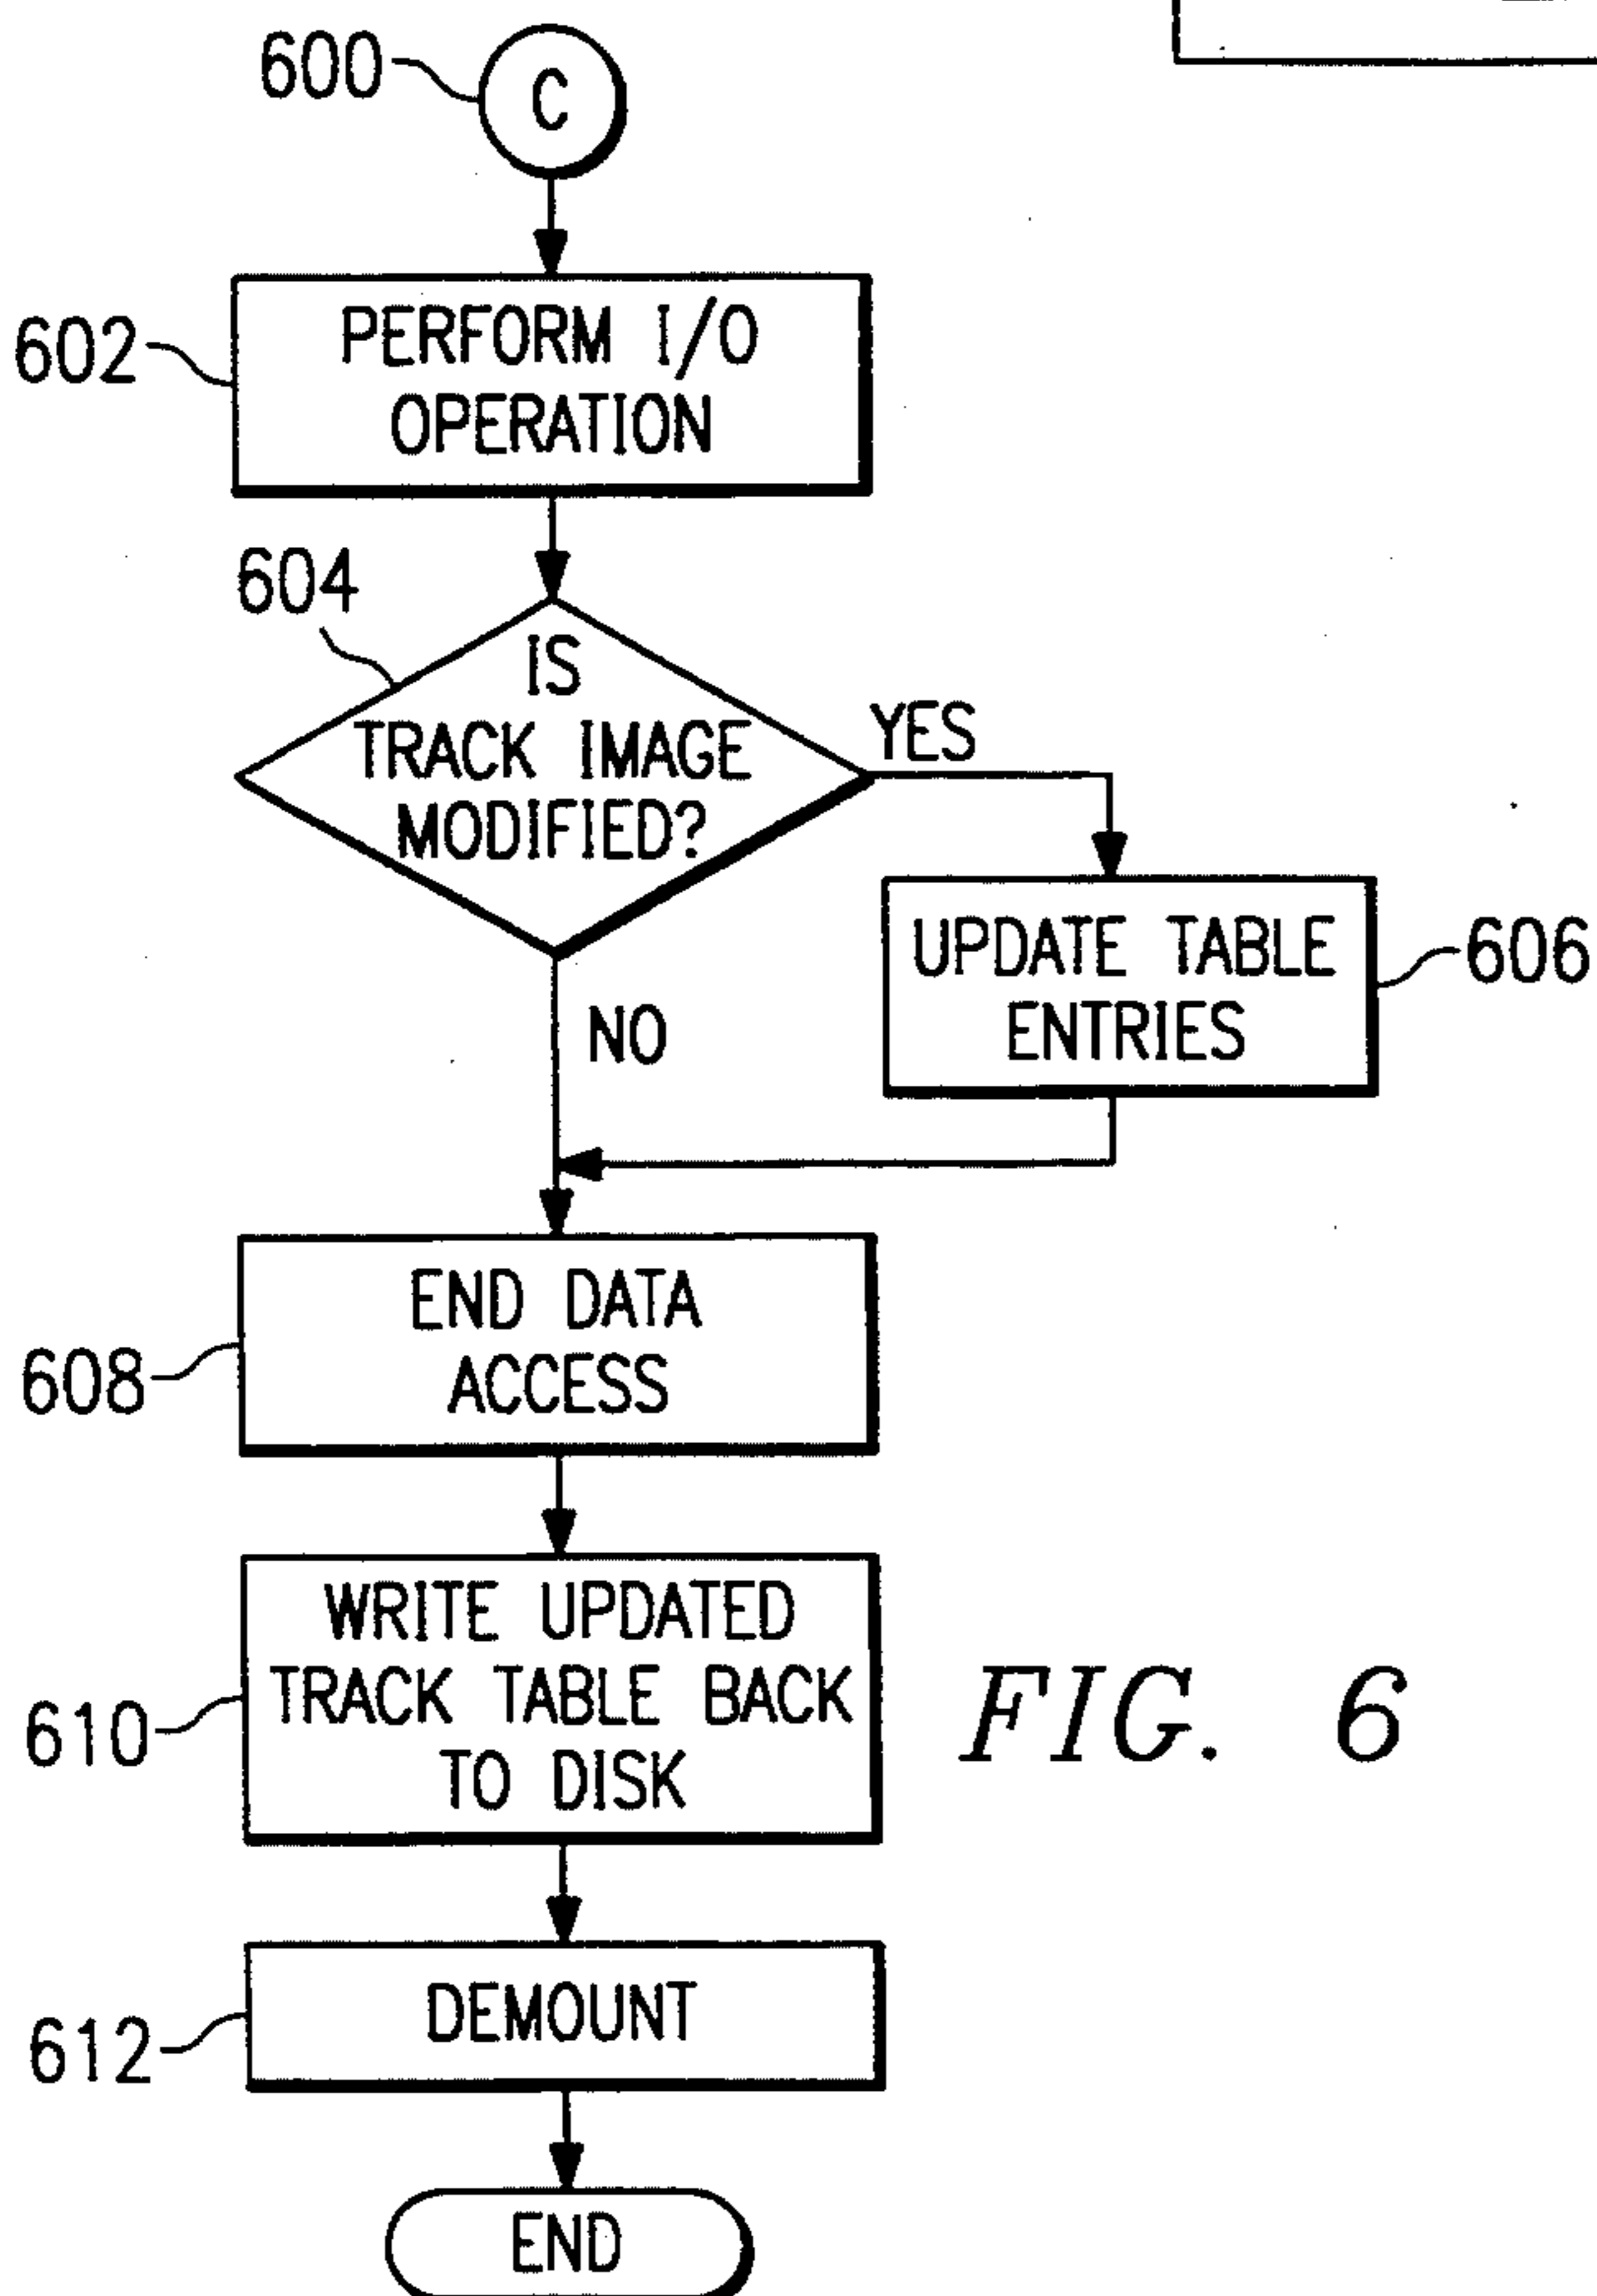 600
C
602
PERFORM I/O
OPERATION
604
IS
TRACK IMAGE
MODIFIED?
YES
UPDATE TABLE
ENTRIES
606
NO
END DATA
ACCESS
608
WRITE UPDATED
TRACK TABLE BACK
TO DISK
610
FIG. 6
DEMOUNT
612
END